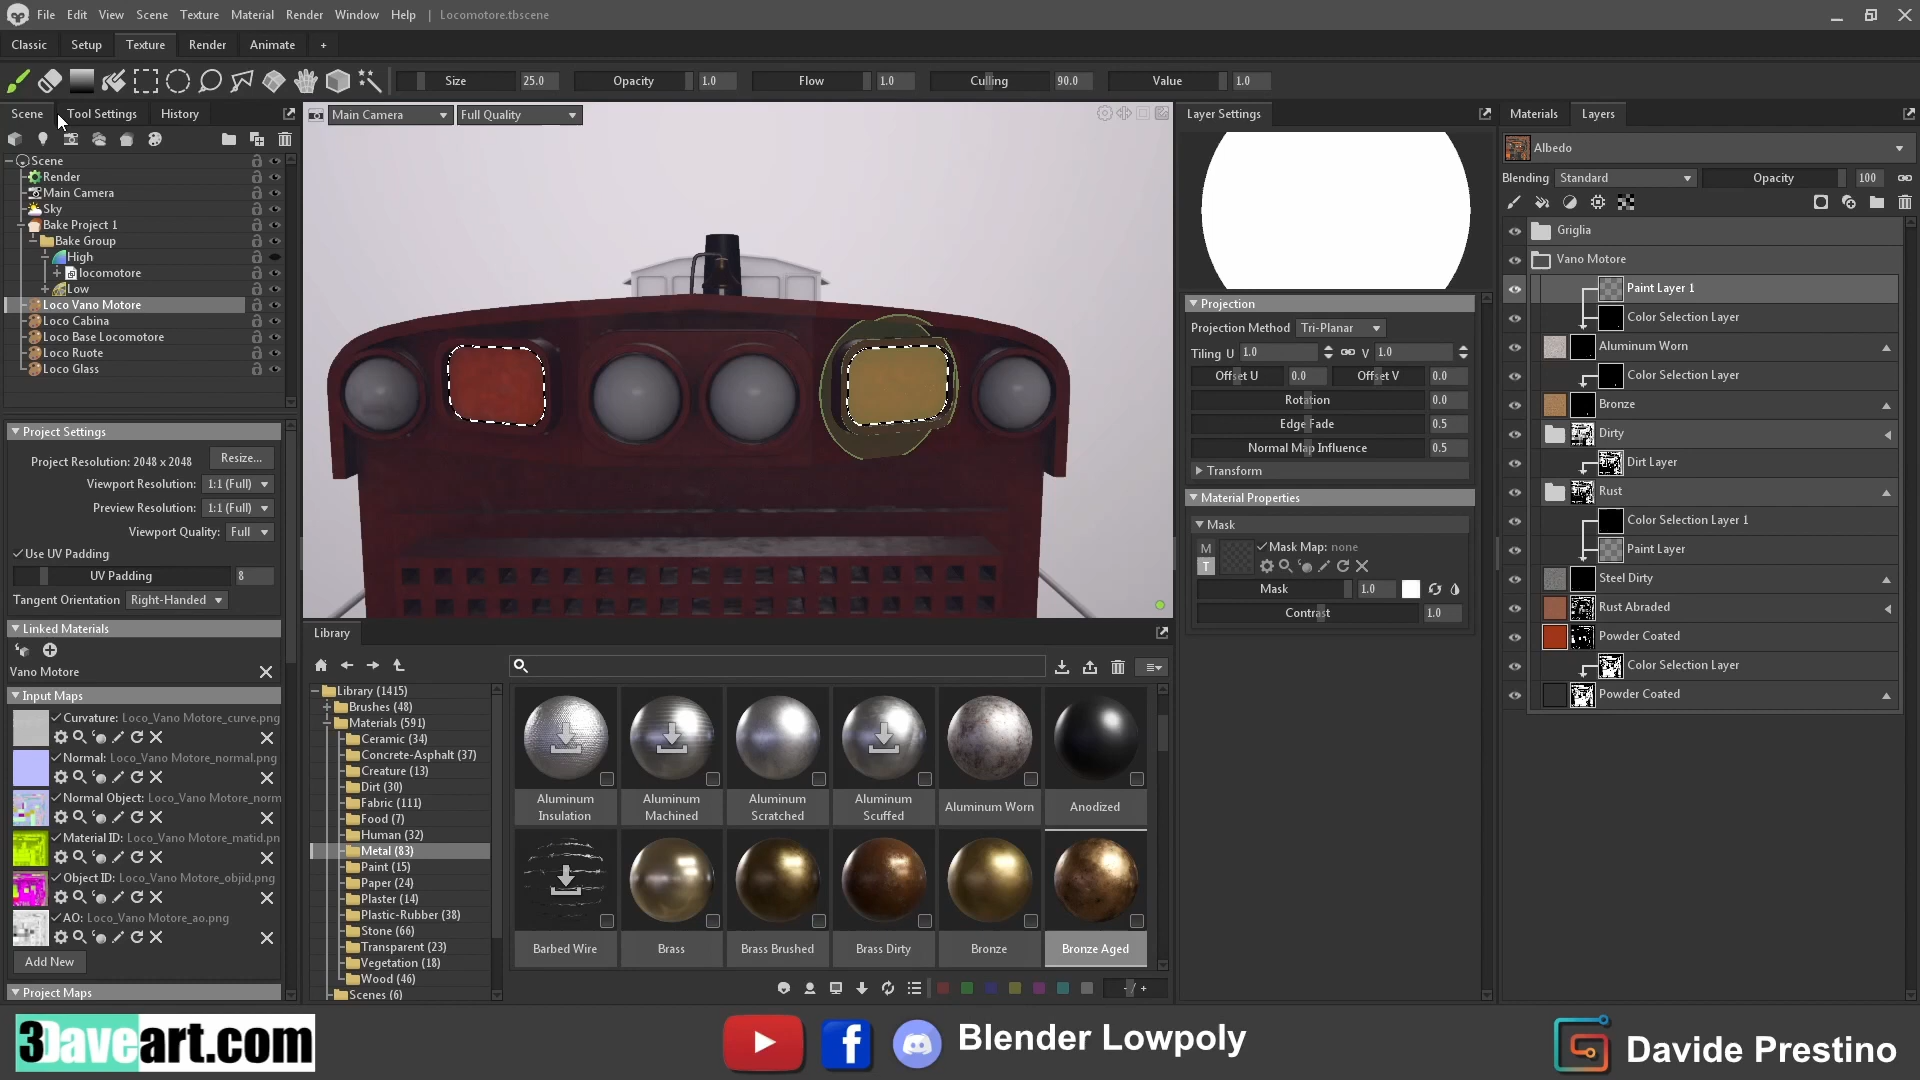 File Edit View Scene Texture Material Render Window Help | Locomotore.tbscene
Classic Setup Texture Render Animate +
Size 25.0 Opacity 1.0 Flow 1.0 Culling 90.0 Value 1.0
Scene Tool Settings History
Scene
Render
Main Camera
Sky
Bake Project 1
Bake Group
High
locomotore
Low
Loco Vano Motore
Loco Cabina
Loco Base Locomotore
Loco Ruote
Loco Glass
Project Settings
Project Resolution: 2048 x 2048 Resize...
Viewport Resolution: 1:1 (Full)
Preview Resolution: 1:1 (Full)
Viewport Quality: Full
Use UV Padding
UV Padding 8
Tangent Orientation Right-Handed
Linked Materials
Vano Motore
Input Maps
Curvature: Loco_Vano Motore_curve.png
Normal: Loco_Vano Motore_normal.png
Normal Object: Loco_Vano Motore_norm
Material ID: Loco_Vano Motore_matid.pn
Object ID: Loco_Vano Motore_objid.png
AO: Loco_Vano Motore_ao.png
Add New
Project Maps
Main Camera Full Quality
Library
Library (1415)
Brushes (48)
Materials (591)
Ceramic (34)
Concrete-Asphalt (37)
Creature (13)
Dirt (30)
Fabric (111)
Food (7)
Human (32)
Metal (83)
Paint (15)
Paper (24)
Plaster (14)
Plastic-Rubber (38)
Stone (66)
Transparent (23)
Vegetation (18)
Wood (46)
Scenes (6)
Aluminum Insulation
Aluminum Machined
Aluminum Scratched
Aluminum Scuffed
Aluminum Worn
Anodized
Barbed Wire
Brass
Brass Brushed
Brass Dirty
Bronze
Bronze Aged
- / +
Layer Settings
Projection
Projection Method Tri-Planar
Tiling U 1.0 V 1.0
Offset U 0.0 Offset V 0.0
Rotation 0.0
Edge Fade 0.5
Normal Map Influence 0.5
Transform
Material Properties
Mask
M
T
Mask Map: none
Mask 1.0
Contrast 1.0
Materials Layers
Albedo
Blending Standard Opacity 100
Griglia
Vano Motore
Paint Layer 1
Color Selection Layer
Aluminum Worn
Color Selection Layer
Bronze
Dirty
Dirt Layer
Rust
Color Selection Layer 1
Paint Layer
Steel Dirty
Rust Abraded
Powder Coated
Color Selection Layer
Powder Coated
3Daveart.com
Blender Lowpoly
Davide Prestino